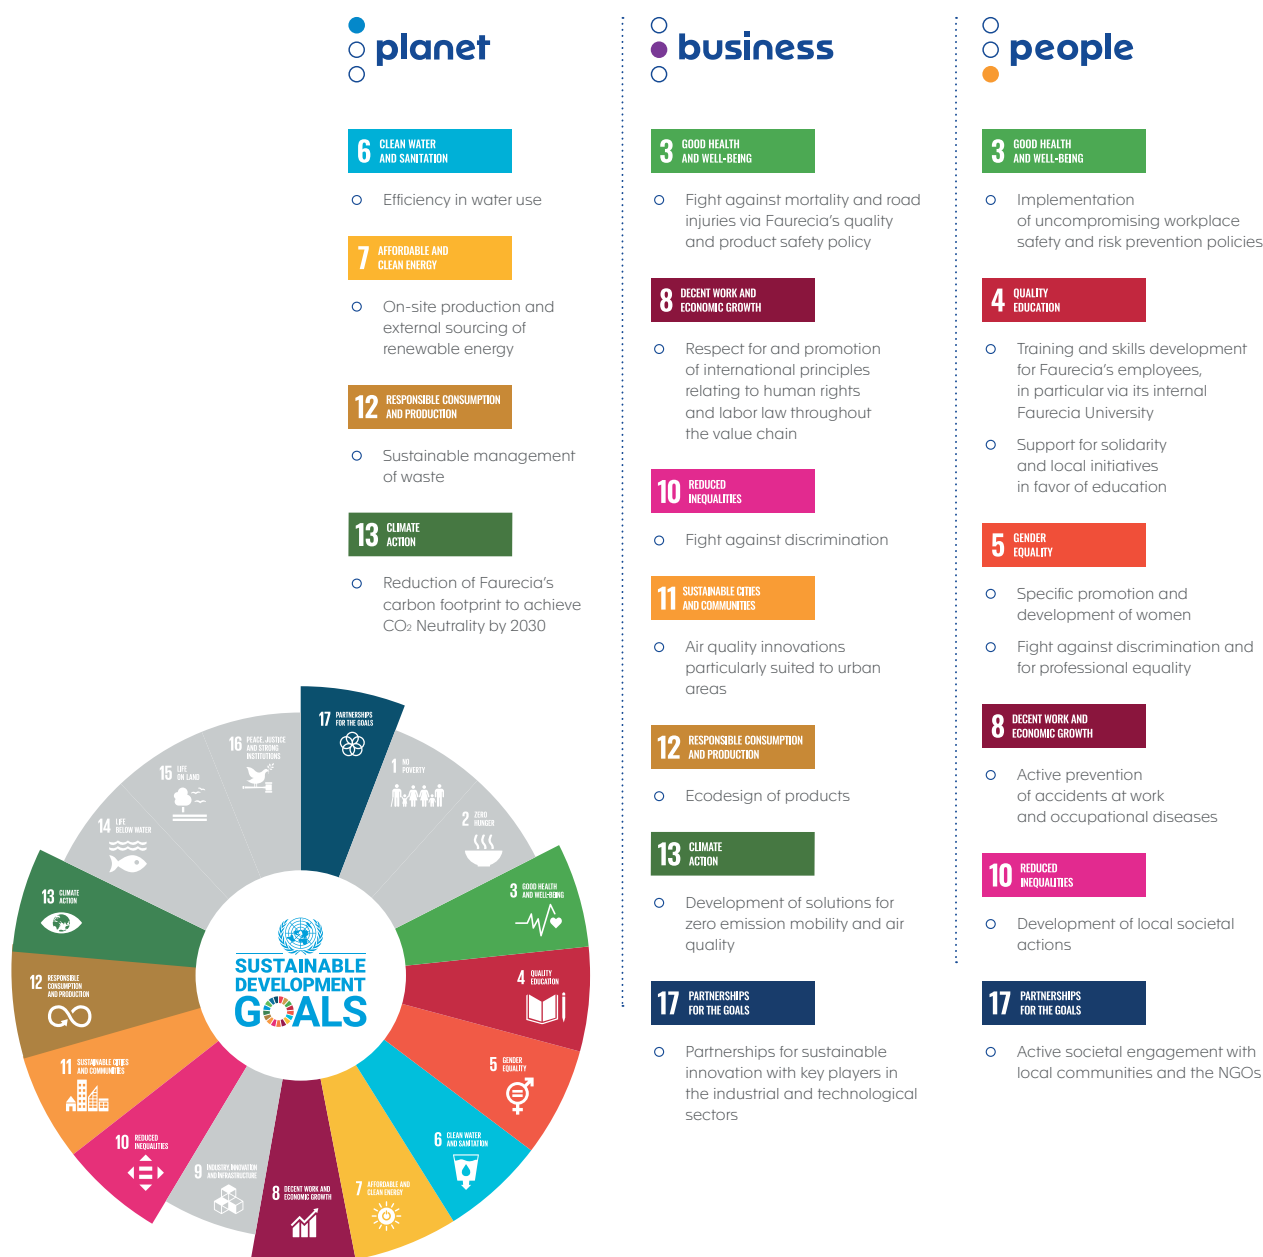 planet
6 CLEAN WATER
AND SANITATION
Efficiency in water use
7 AFFORDABLE AND
CLEAN ENERGY
On-site production and
external sourcing of
renewable energy
12 RESPONSIBLE CONSUMPTION
AND PRODUCTION
Sustainable management
of waste
13 CLIMATE
ACTION
Reduction of Faurecia's
carbon footprint to achieve
CO2 Neutrality by 2030
business
3 GOOD HEALTH
AND WELL-BEING
Fight against mortality and road
injuries via Faurecia's quality
and product safety policy
8 DECENT WORK AND
ECONOMIC GROWTH
Respect for and promotion
of international principles
relating to human rights
and labor law throughout
the value chain
10 REDUCED
INEQUALITIES
Fight against discrimination
11 SUSTAINABLE CITIES
AND COMMUNITIES
Air quality innovations
particularly suited to urban
areas
12 RESPONSIBLE CONSUMPTION
AND PRODUCTION
Ecodesign of products
13 CLIMATE
ACTION
Development of solutions for
zero emission mobility and air
quality
17 PARTNERSHIPS
FOR THE GOALS
Partnerships for sustainable
innovation with key players in
the industrial and technological
sectors
people
3 GOOD HEALTH
AND WELL-BEING
Implementation
of uncompromising workplace
safety and risk prevention policies
4 QUALITY
EDUCATION
Training and skills development
for Faurecia's employees,
in particular via its internal
Faurecia University
Support for solidarity
and local initiatives
in favor of education
5 GENDER
EQUALITY
Specific promotion and
development of women
Fight against discrimination and
for professional equality
8 DECENT WORK AND
ECONOMIC GROWTH
Active prevention
of accidents at work
and occupational diseases
10 REDUCED
INEQUALITIES
Development of local societal
actions
17 PARTNERSHIPS
FOR THE GOALS
Active societal engagement with
local communities and the NGOs
17 PARTNERSHIPS
FOR THE GOALS
1 NO
POVERTY
2 ZERO
HUNGER
3 GOOD HEALTH
AND WELL-BEING
4 QUALITY
EDUCATION
5 GENDER
EQUALITY
6 CLEAN WATER
AND SANITATION
7 AFFORDABLE AND
CLEAN ENERGY
8 DECENT WORK AND
ECONOMIC GROWTH
9 INDUSTRY, INNOVATION
AND INFRASTRUCTURE
10 REDUCED
INEQUALITIES
11 SUSTAINABLE CITIES
AND COMMUNITIES
12 RESPONSIBLE
CONSUMPTION
AND PRODUCTION
13 CLIMATE
ACTION
14 LIFE
BELOW WATER
15 LIFE
ON LAND
16 PEACE, JUSTICE
AND STRONG
INSTITUTIONS
SUSTAINABLE
DEVELOPMENT
GOALS